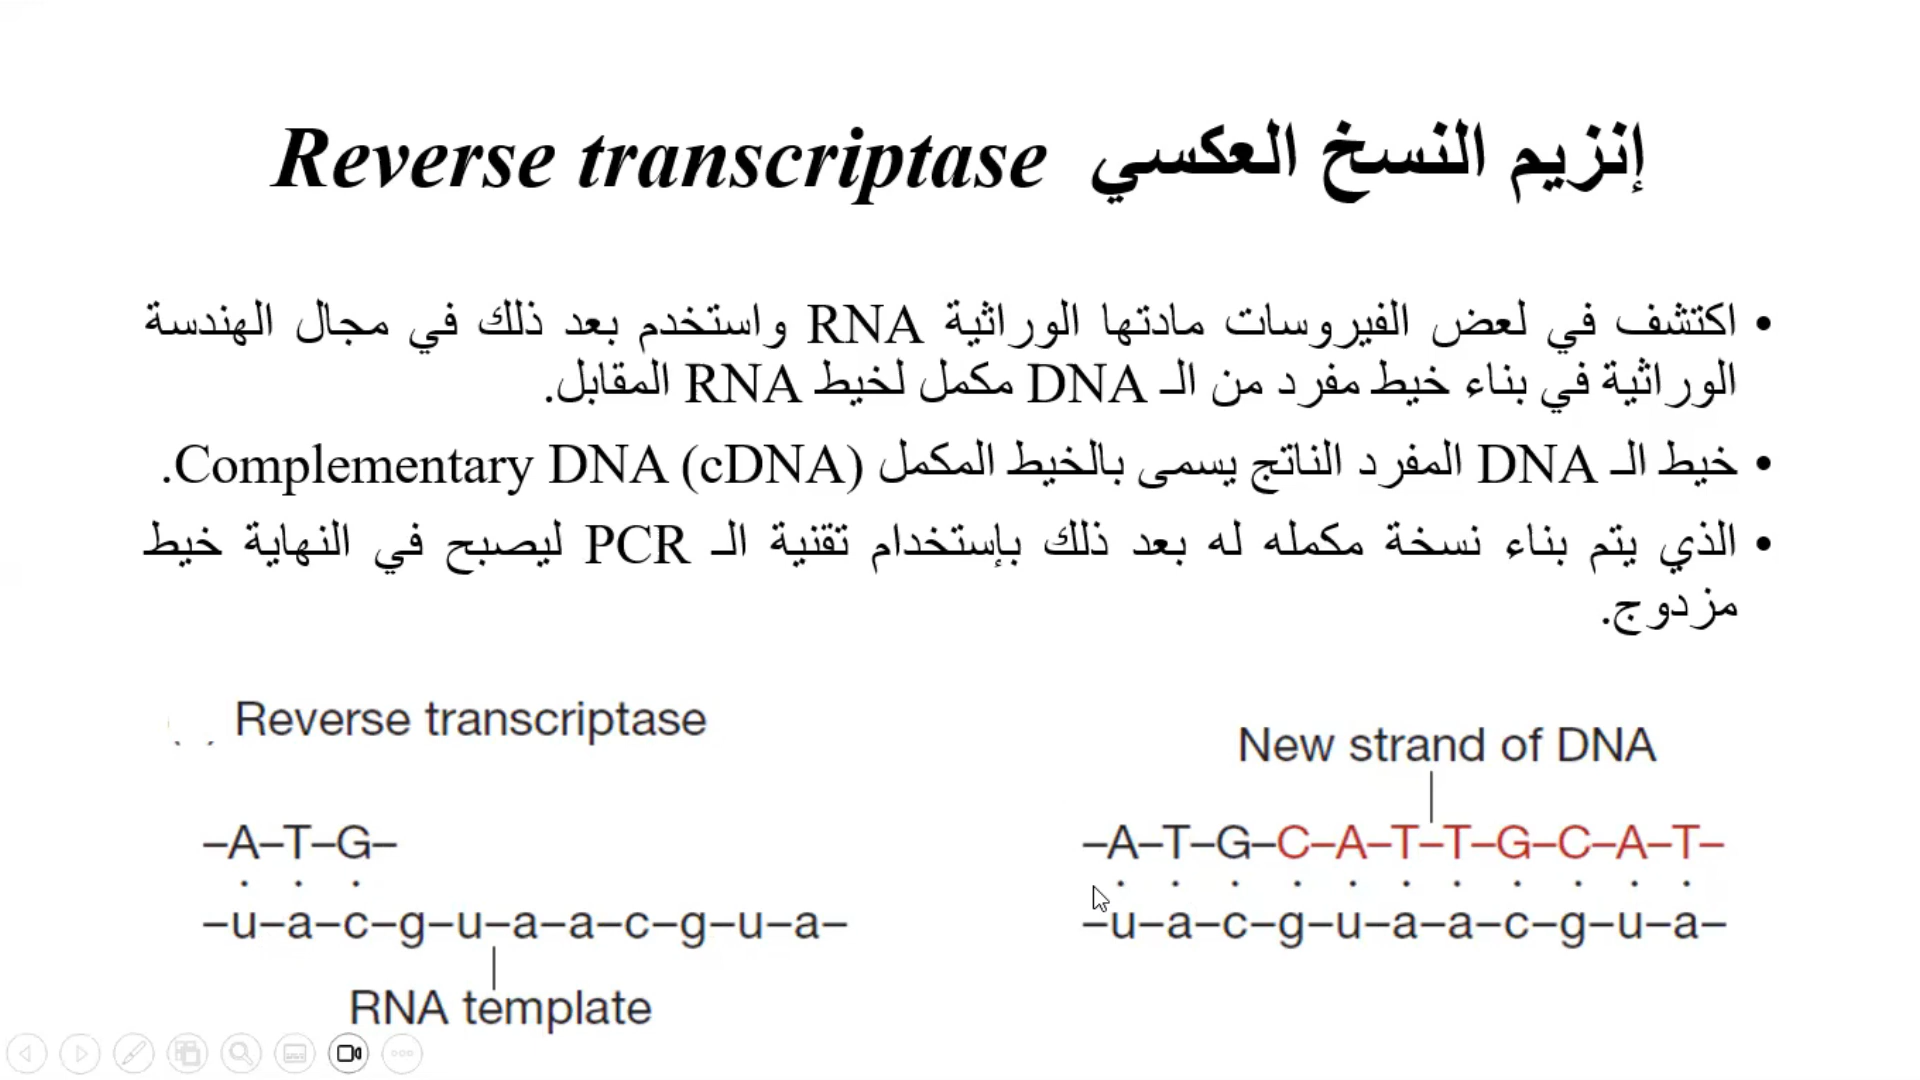 إنزيم النسخ العكسي Reverse transcriptase
• اكتشف في لعض الفيروسات مادتها الوراثية RNA واستخدم بعد ذلك في مجال الهندسة
الوراثية في بناء خيط مفرد من الـ DNA مكمل لخيط RNA المقابل.
• خيط الـ DNA المفرد الناتج يسمى بالخيط المكمل Complementary DNA (cDNA).
• الذي يتم بناء نسخة مكمله له بعد ذلك بإستخدام تقنية الـ PCR ليصبح في النهاية خيط
مزدوج.
Reverse transcriptase
–A–T–G–
–u–a–c–g–u–a–a–c–g–u–a–
RNA template
New strand of DNA
–A–T–G–C–A–T–T–G–C–A–T–
–u–a–c–g–u–a–a–c–g–u–a–